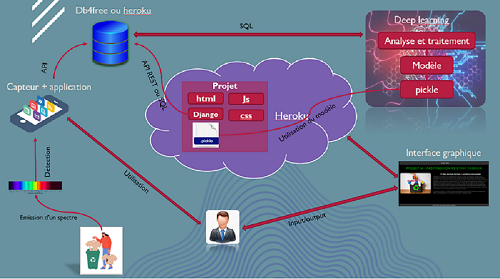 Db4free ou heroku
SQL
Deep learning
Analyse et traitement
Modèle
pickle
API
API REST ou SQL
Capteur + application
Projet
html
Js
Django
css
.pickle
Heroku
Utilisation du modèle
Interface graphique
Detection
Utilisation
Input/output
Emission d'un spectre